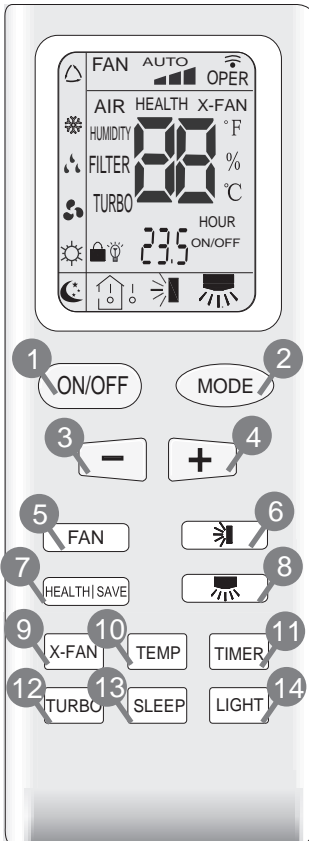 FAN AUTO OPER
AIR HEALTH X-FAN
HUMIDITY 88 °F
FILTER %
TURBO °C
HOUR
23.5 ON/OFF
1 2
ON/OFF MODE
3 4
- +
5 6
FAN
7 8
HEALTH | SAVE
9 10 11
X-FAN TEMP TIMER
12 13 14
TURBO SLEEP LIGHT